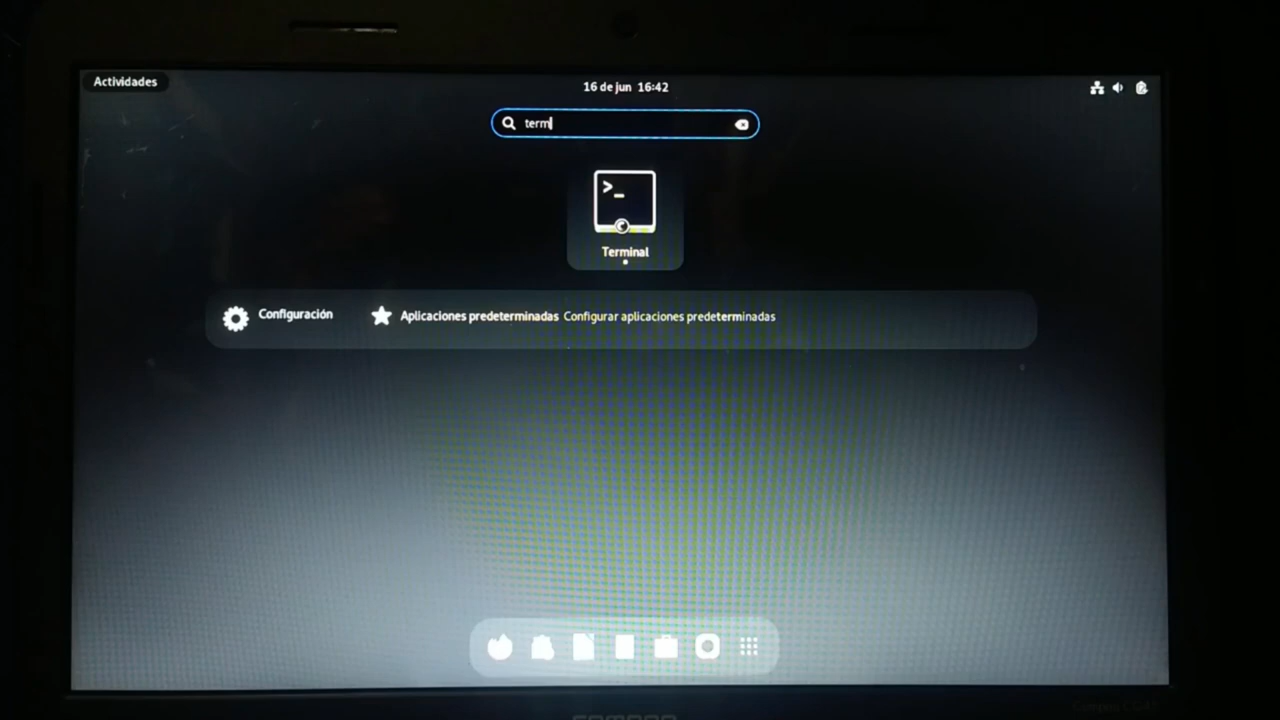 Actividades
16 de jun 16:42
term
>_
Terminal
Configuración
Aplicaciones predeterminadas Configurar aplicaciones predeterminadas